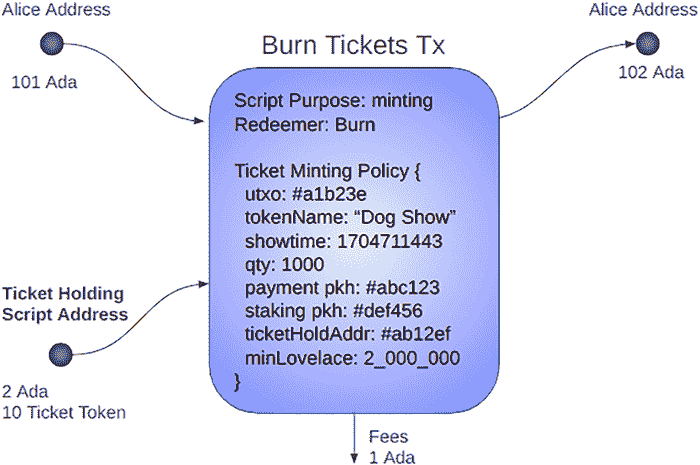 Alice Address
Alice Address
Burn Tickets Tx
101 Ada
102 Ada
Script Purpose: minting
Redeemer: Burn
Ticket Minting Policy {
utxo: #a1b23e
tokenName: “Dog Show”
showtime: 1704711443
qty: 1000
payment pkh: #abc123
staking pkh: #def456
ticketHoldAddr: #ab12ef
minLovelace: 2_000_000
}
Ticket Holding
Script Address
2 Ada
10 Ticket Token
Fees
1 Ada